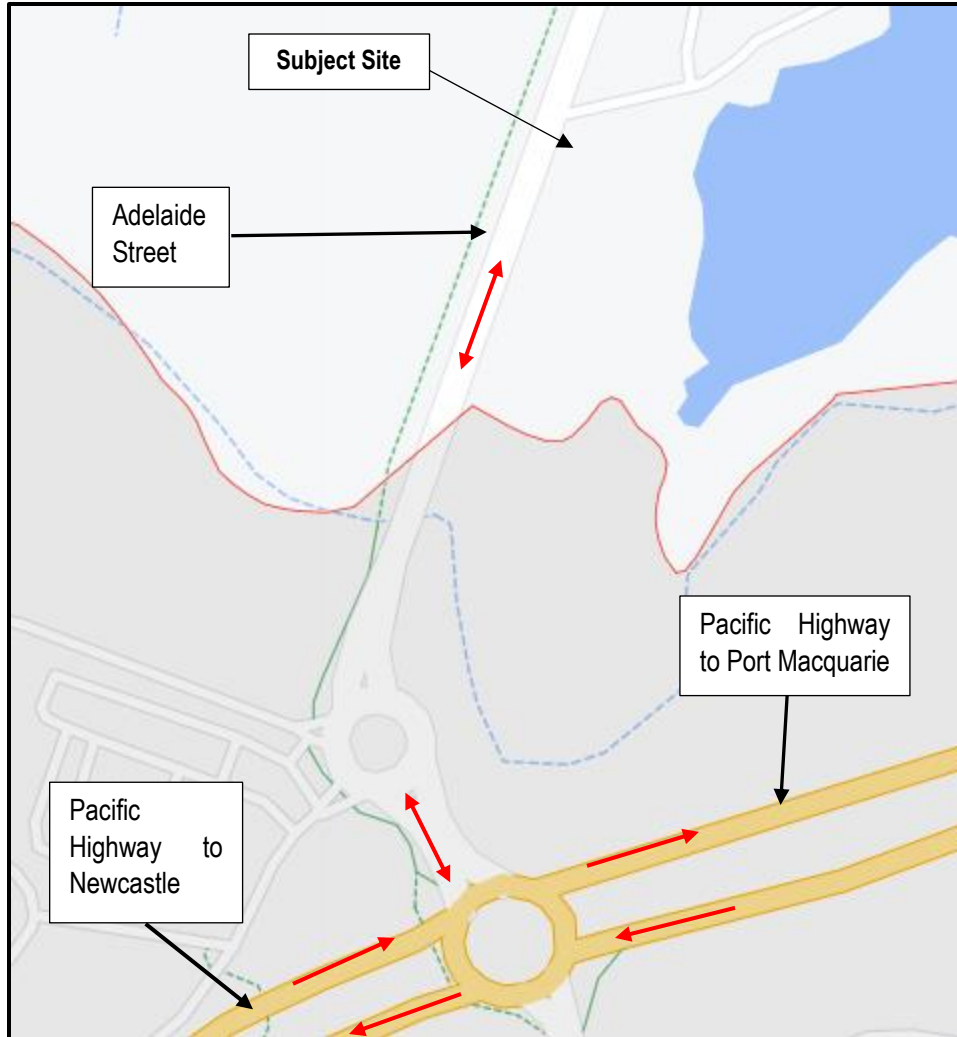 Subject Site
Adelaide
Street
Pacific Highway
to Port Macquarie
Pacific
Highway to
Newcastle